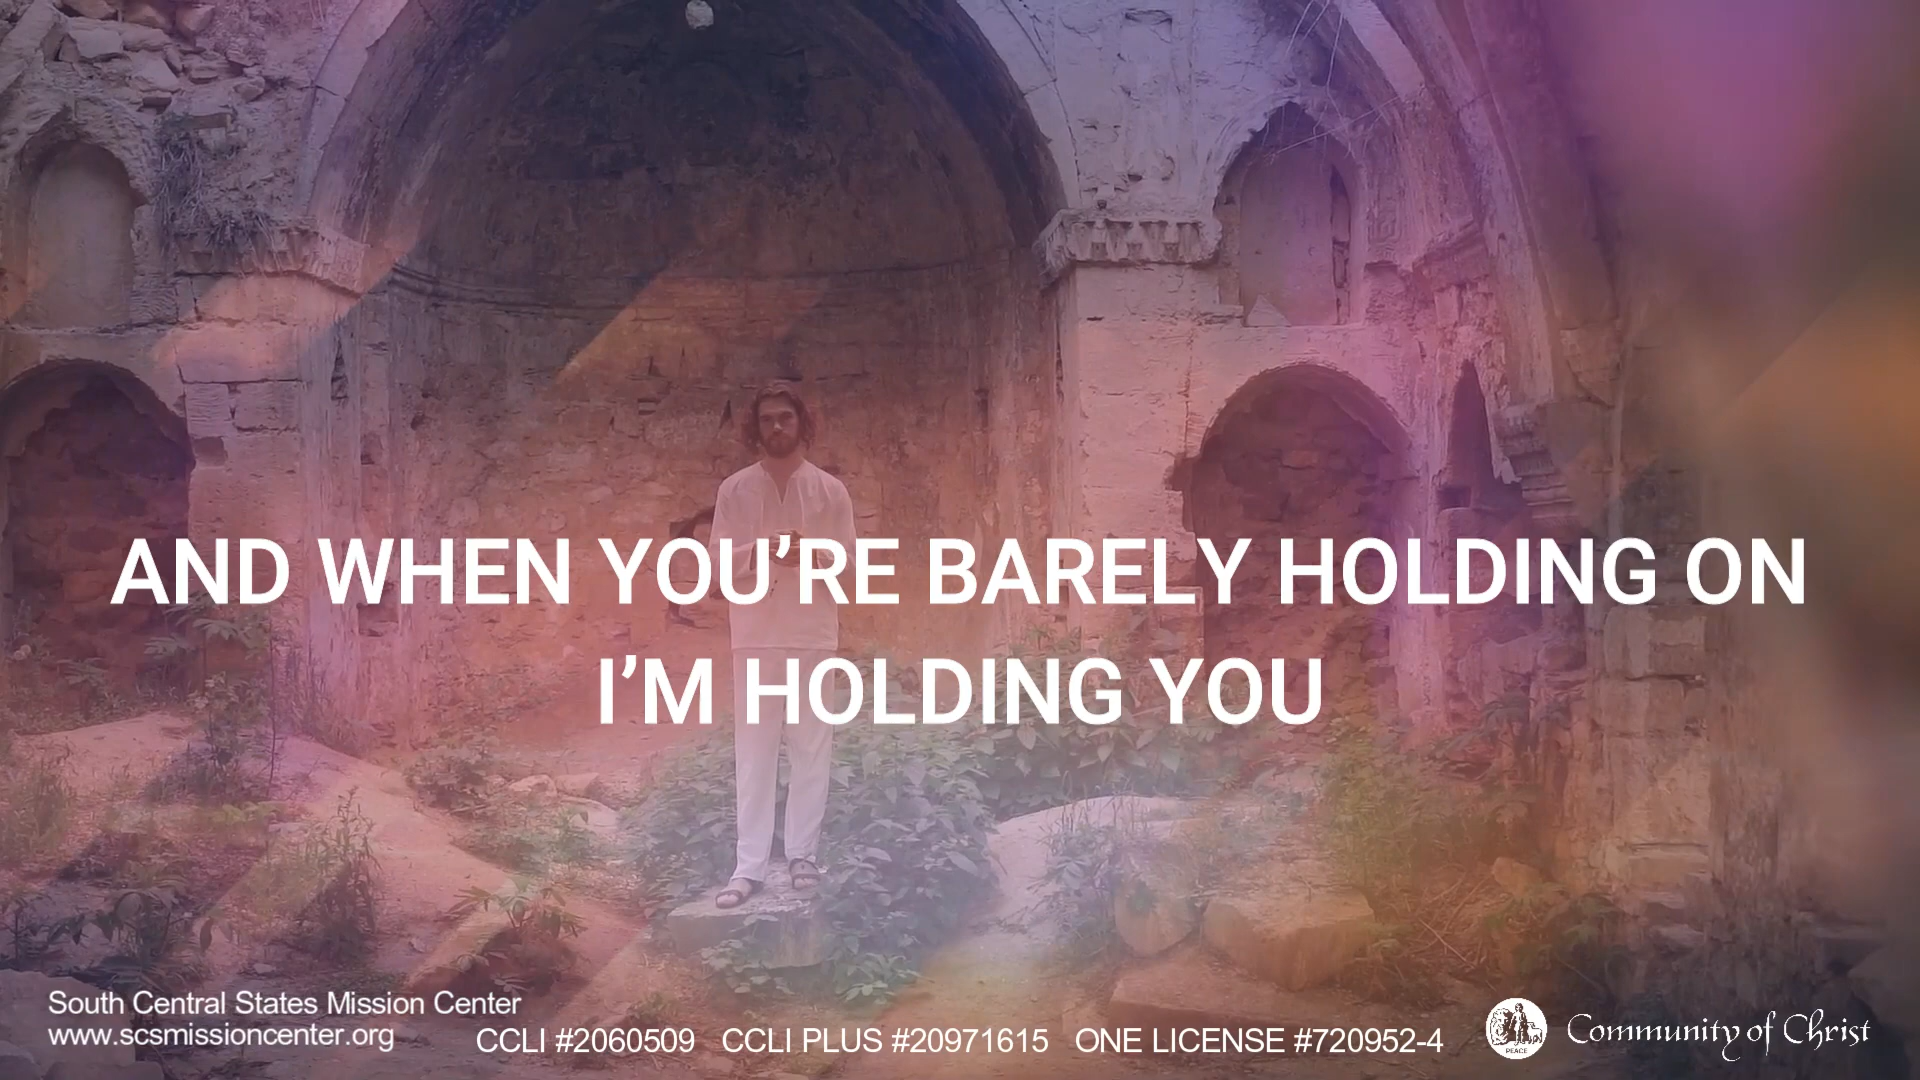 AND WHEN YOU’RE BARELY HOLDING ON
I’M HOLDING YOU
South Central States Mission Center
www.scsmissioncenter.org
CCLI #2060509 CCLI PLUS #20971615 ONE LICENSE #720952-4
PEACE
Community of Christ